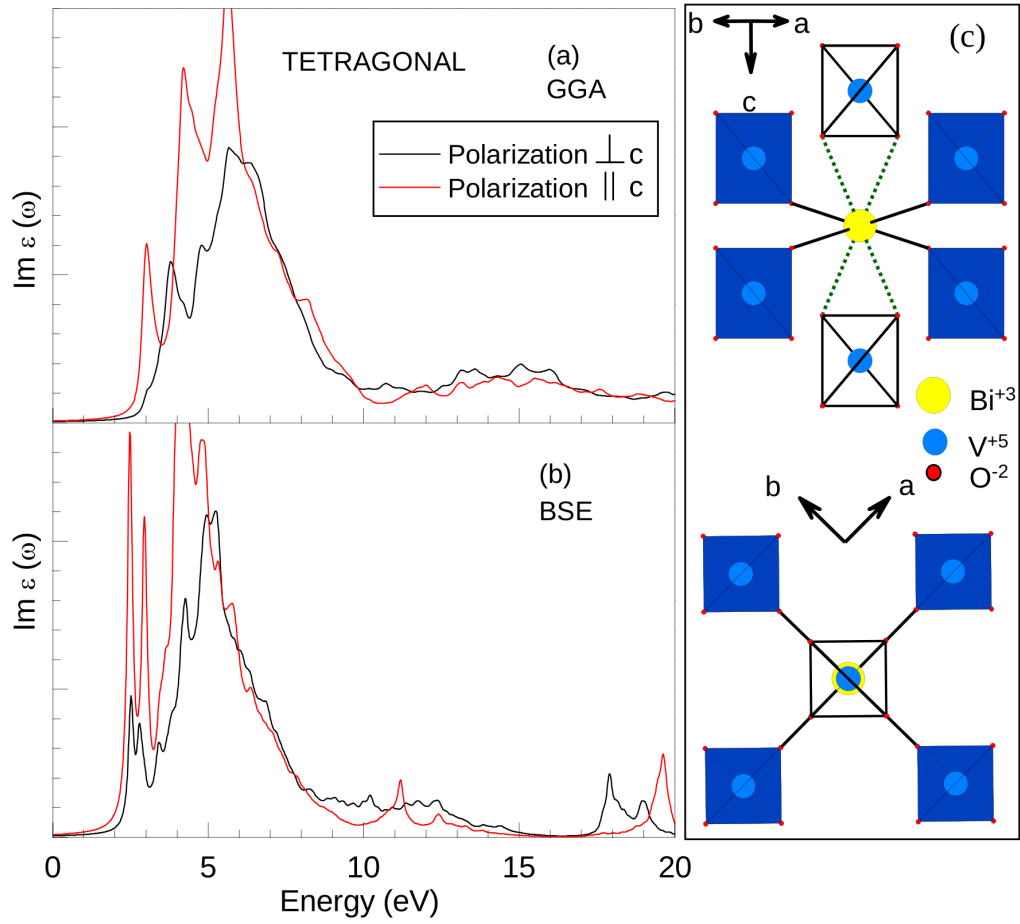 TETRAGONAL
(a)
GGA
Polarization ⊥ c
Polarization || c
Im ε (ω)
(b)
BSE
Im ε (ω)
0 5 10 15 20
Energy (eV)
(c)
b a
c
Bi+3
V+5
O-2
b a